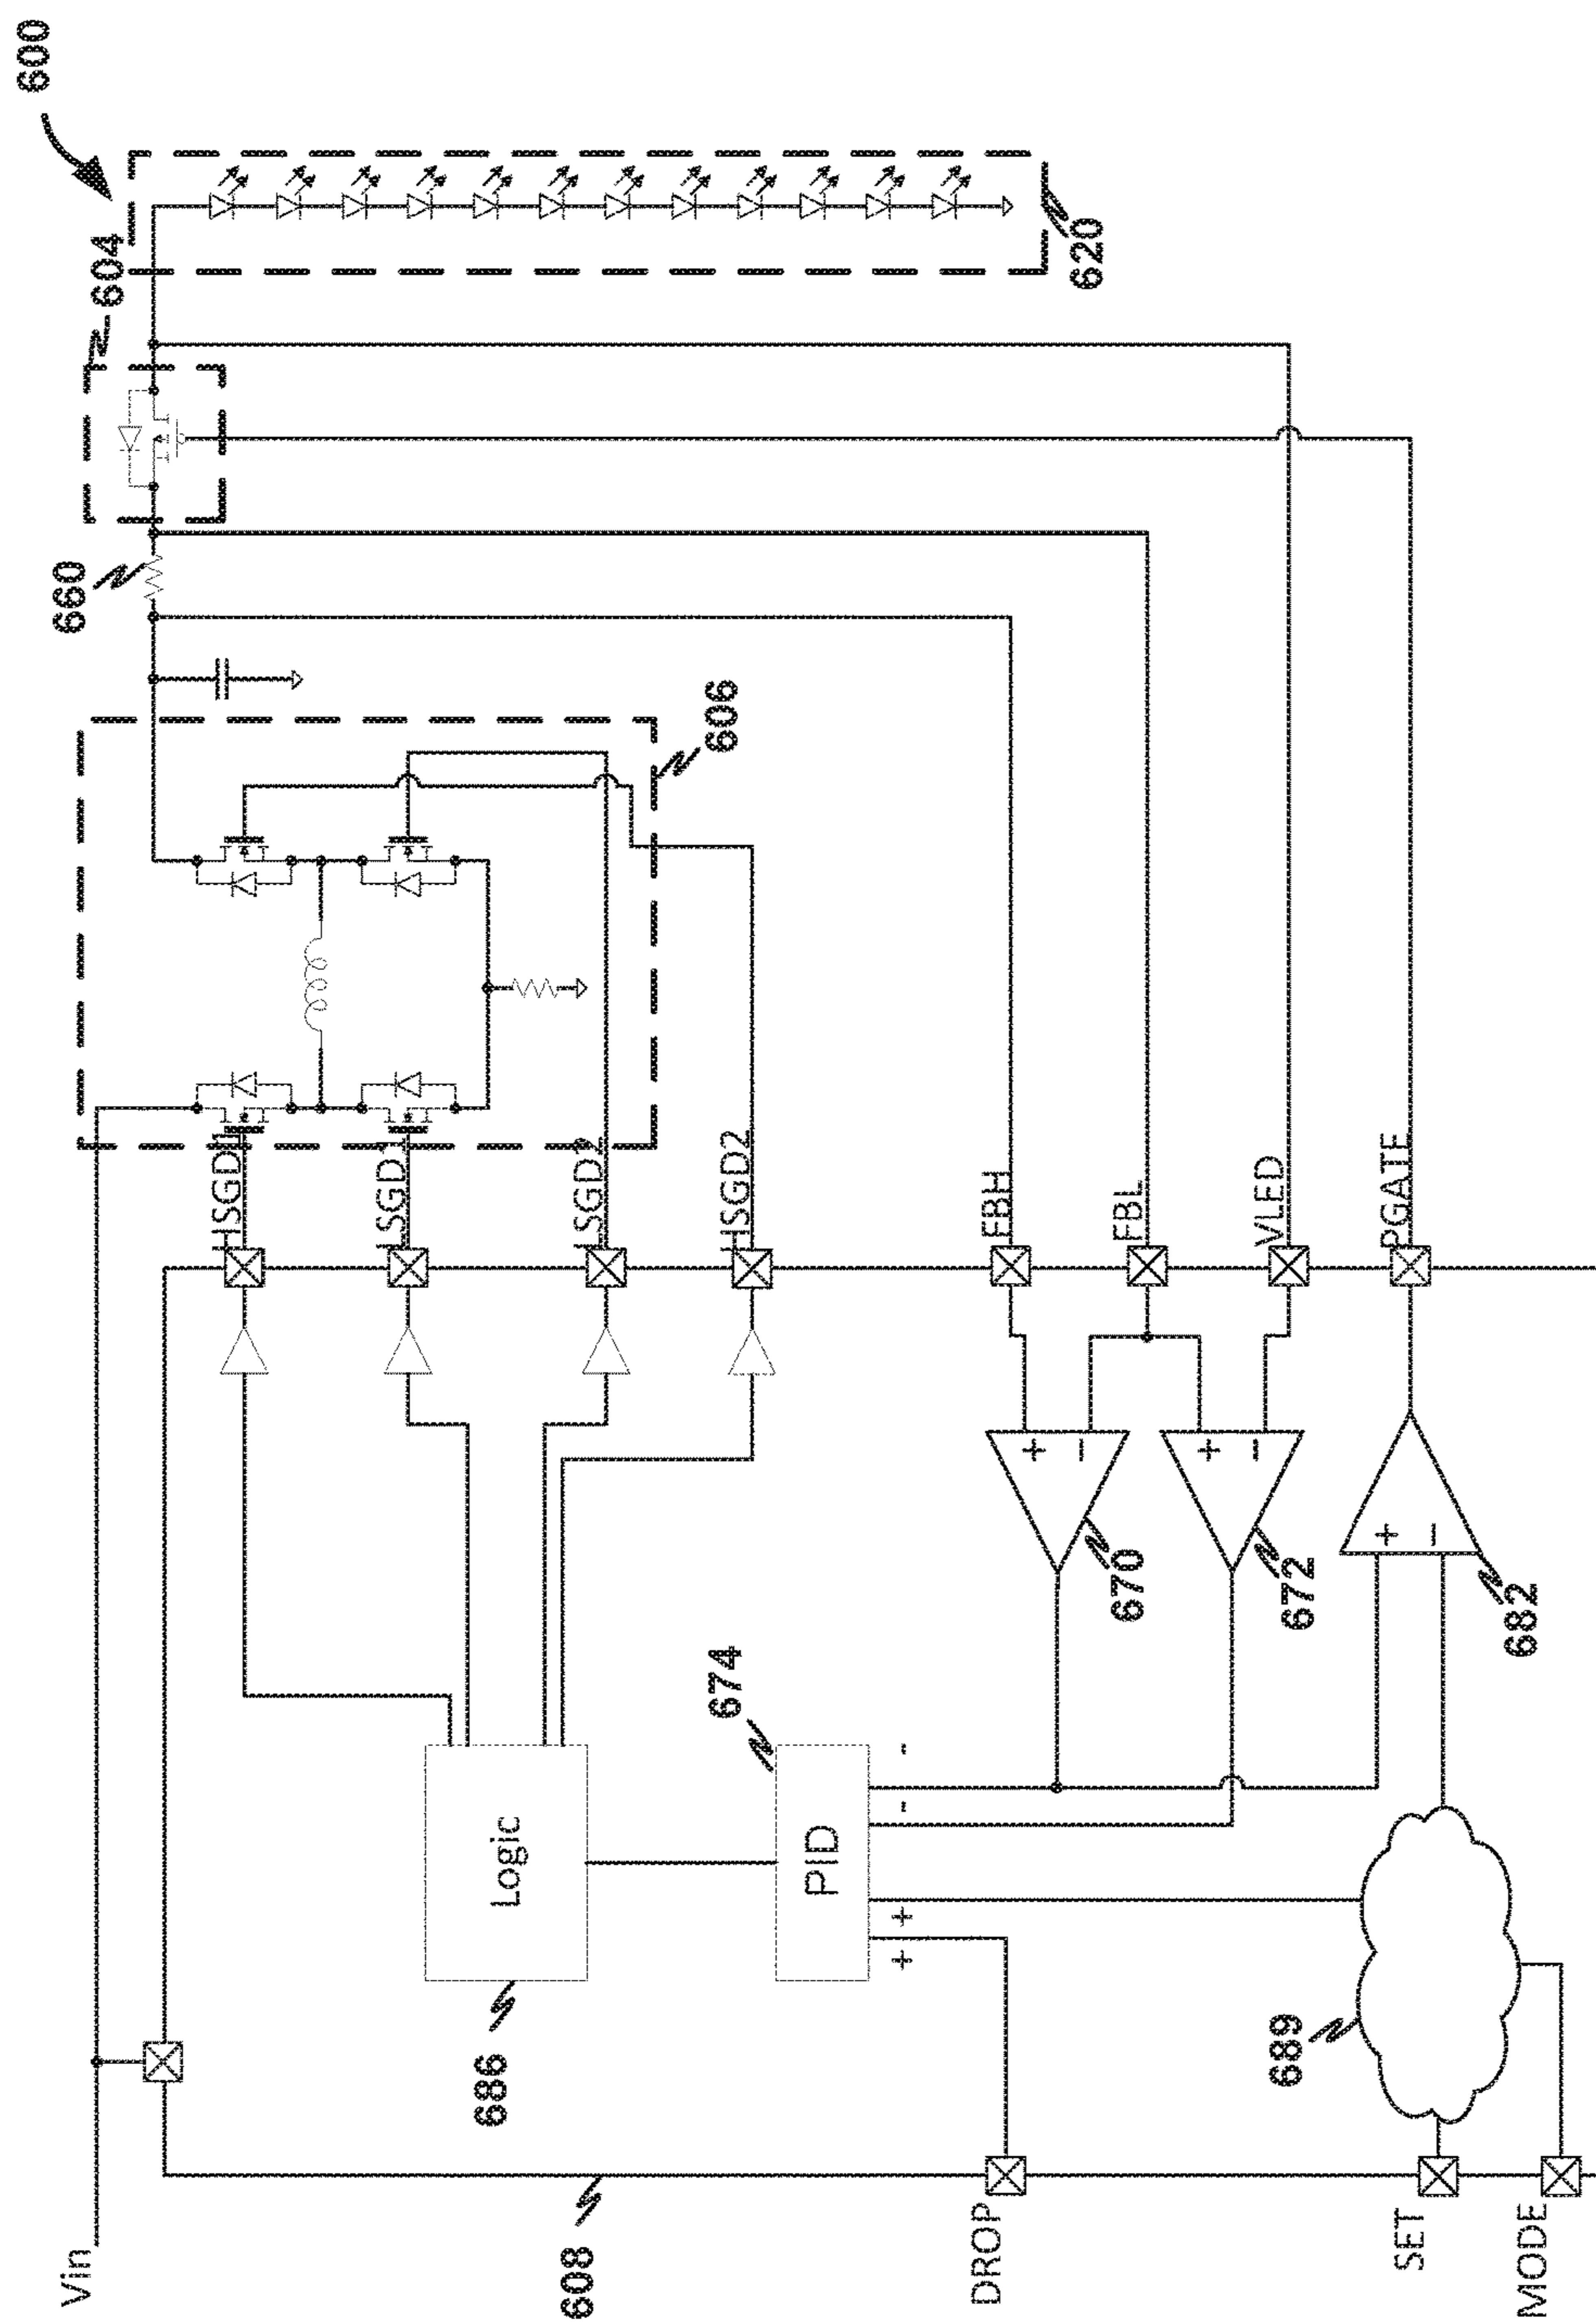 600
604
620
660
606
Vin
HSGD1
LSGD1
LSGD2
HSGD2
FBH
FBL
VLED
PGATE
Logic
686
PID
674
+
+
-
-
+
-
670
+
-
672
+
-
682
689
608
DROP
SET
MODE